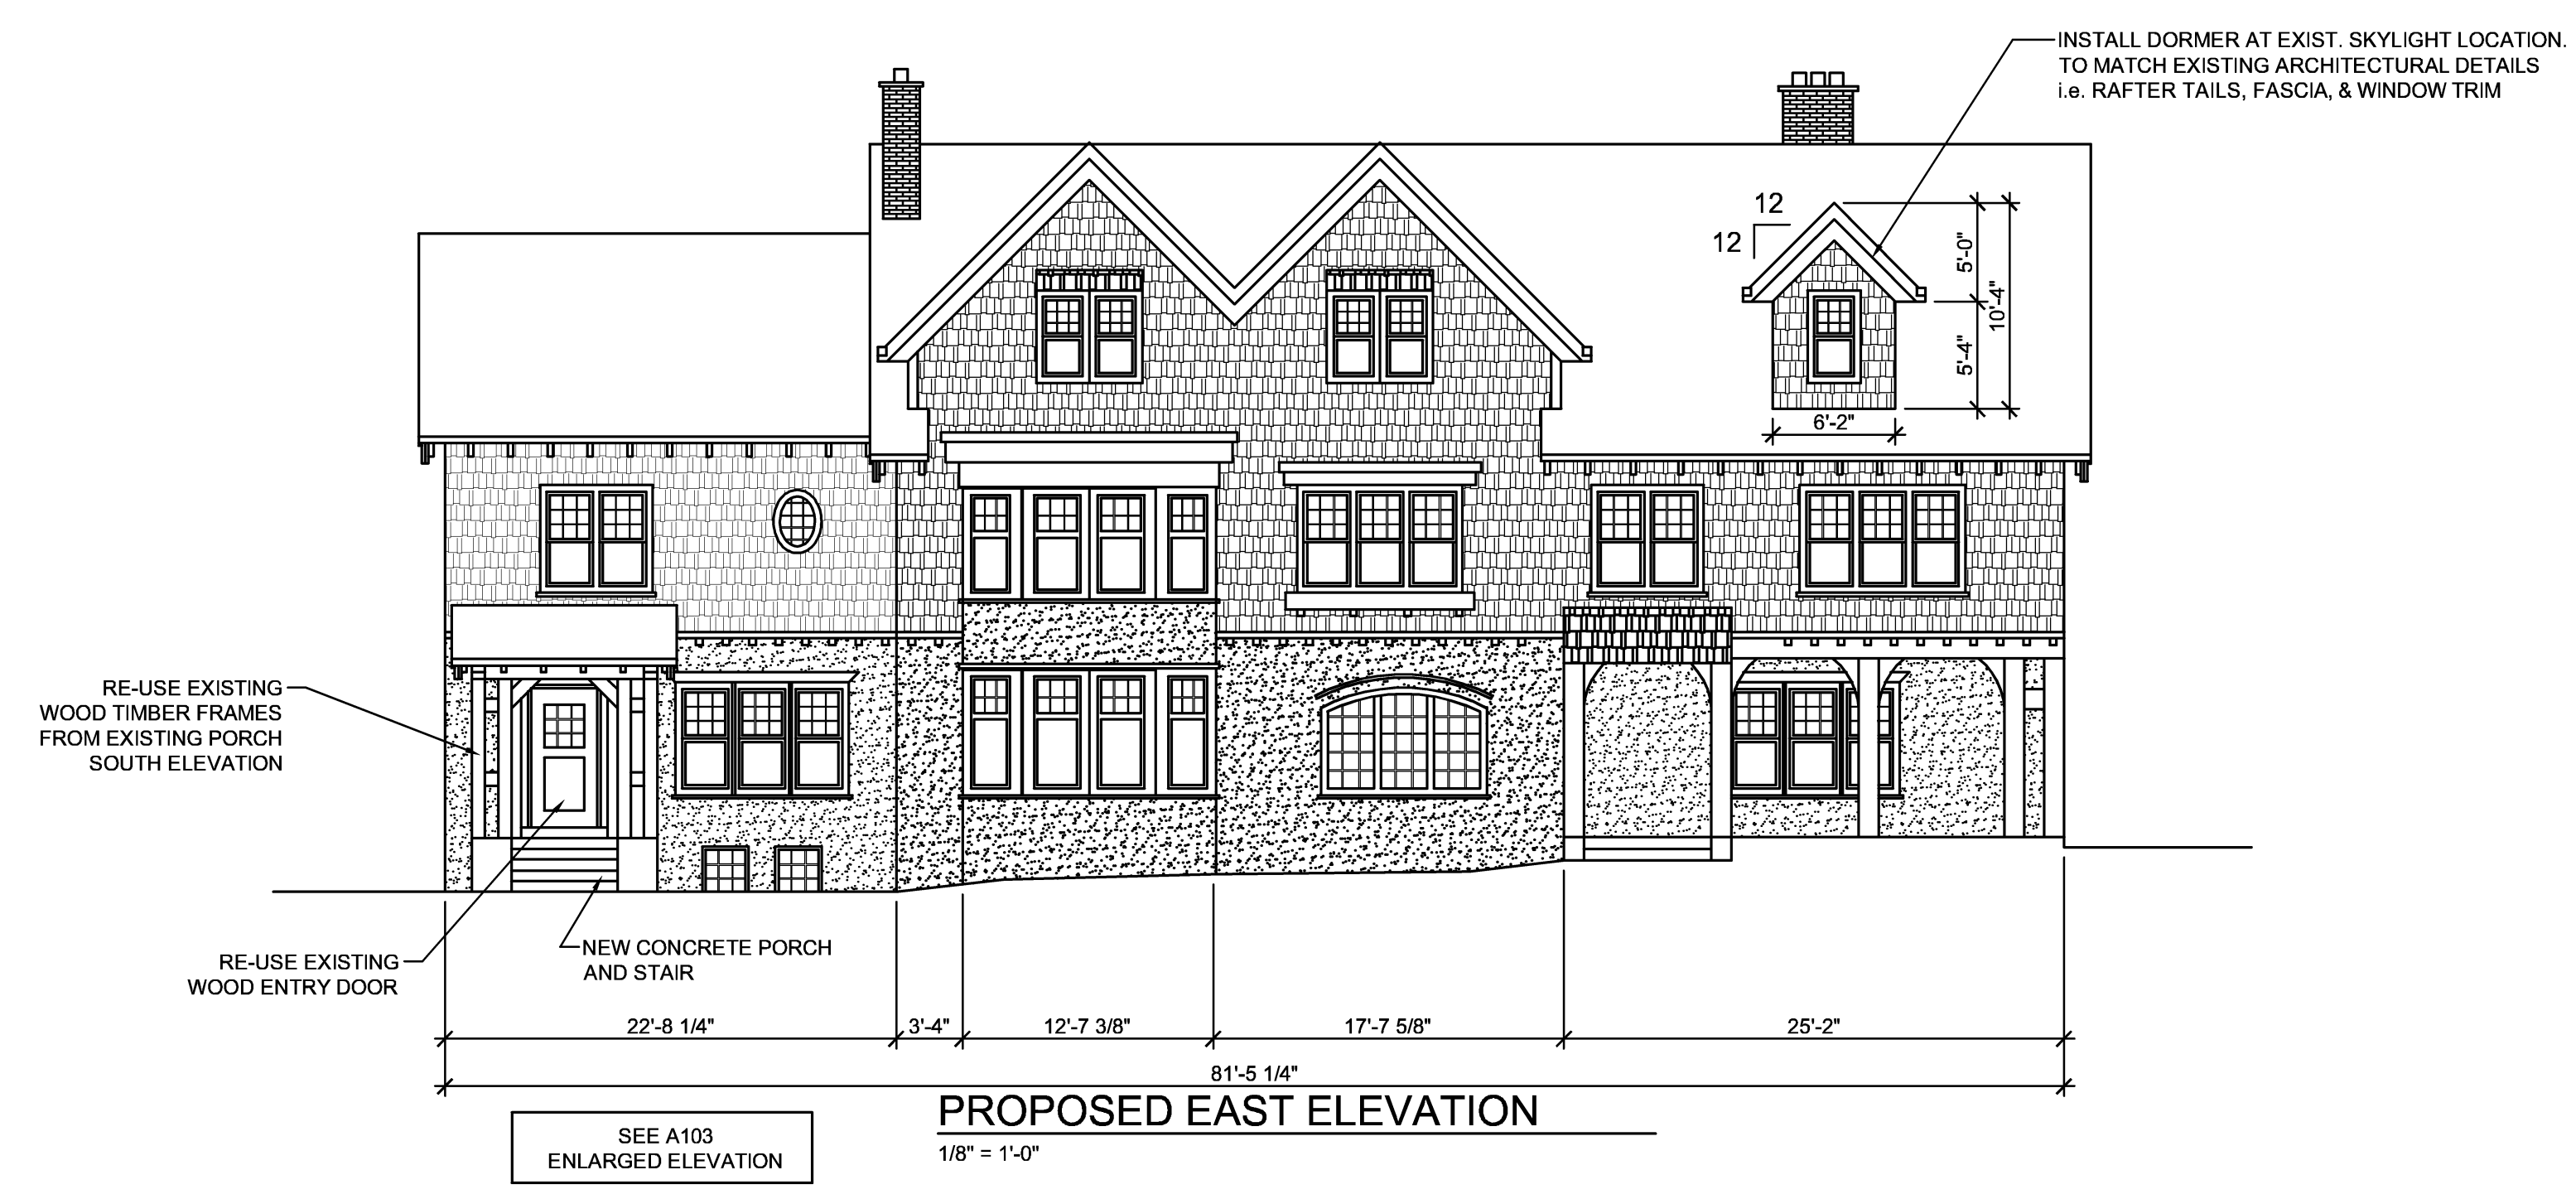 INSTALL DORMER AT EXIST. SKYLIGHT LOCATION.
TO MATCH EXISTING ARCHITECTURAL DETAILS
i.e. RAFTER TAILS, FASCIA, & WINDOW TRIM
12
12
5'-0"
10'-4"
5'-4"
6'-2"
RE-USE EXISTING
WOOD TIMBER FRAMES
FROM EXISTING PORCH
SOUTH ELEVATION
RE-USE EXISTING
WOOD ENTRY DOOR
NEW CONCRETE PORCH
AND STAIR
22'-8 1/4"
3'-4"
12'-7 3/8"
17'-7 5/8"
25'-2"
81'-5 1/4"
PROPOSED EAST ELEVATION
1/8" = 1'-0"
SEE A103
ENLARGED ELEVATION